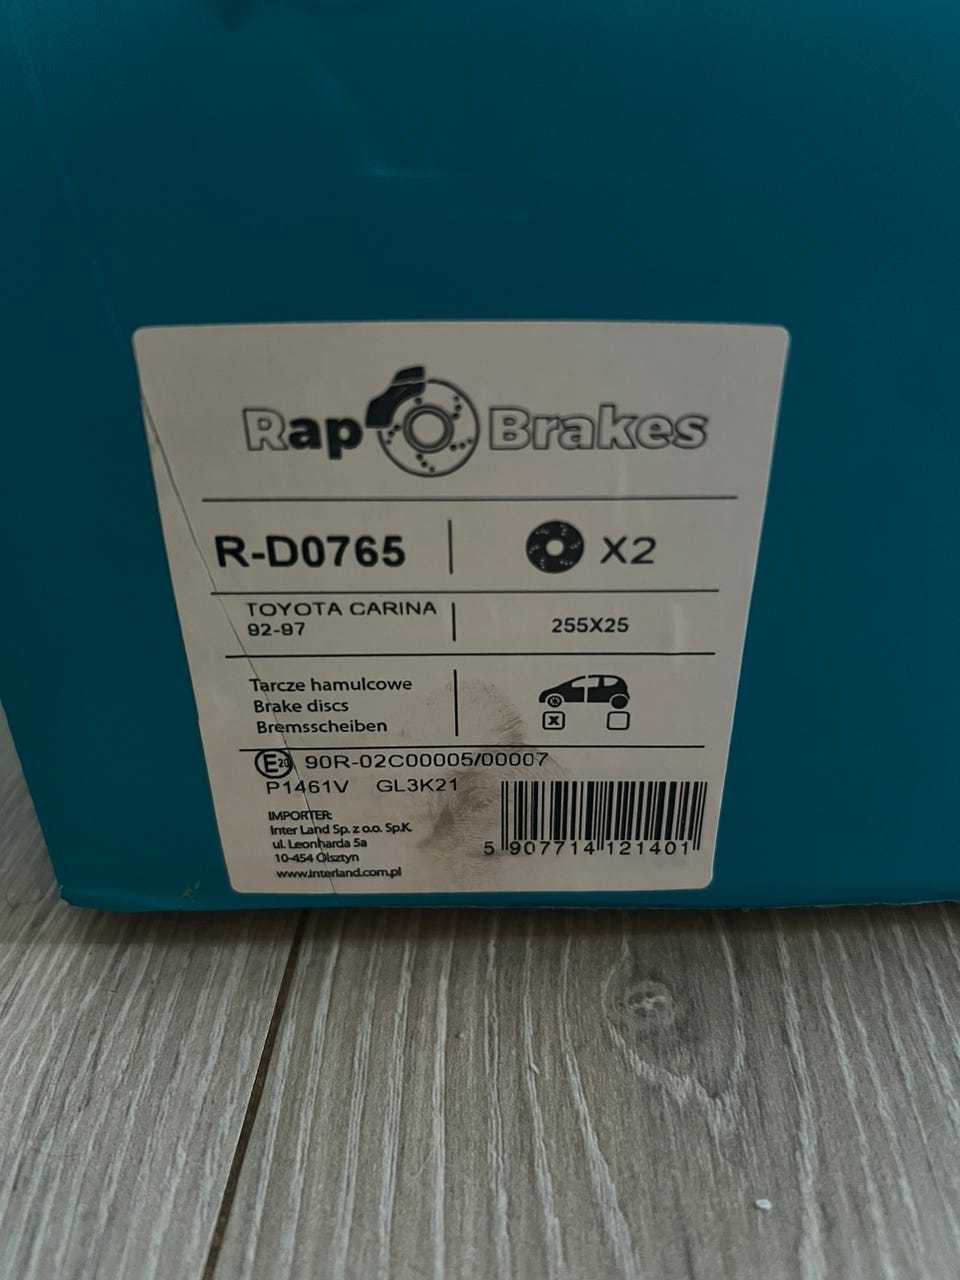 Rap Brakes
R-D0765
X2
TOYOTA CARINA
92-97
255X25
Tarcze hamulcowe
Brake discs
Bremsscheiben
X
E20 90R-02C00005/00007
P1461V GL3K21
IMPORTER:
Inter Land Sp. z o.o. Sp.K.
ul. Leonharda 5a
10-454 Olsztyn
www.interland.com.pl
5 907714 121401